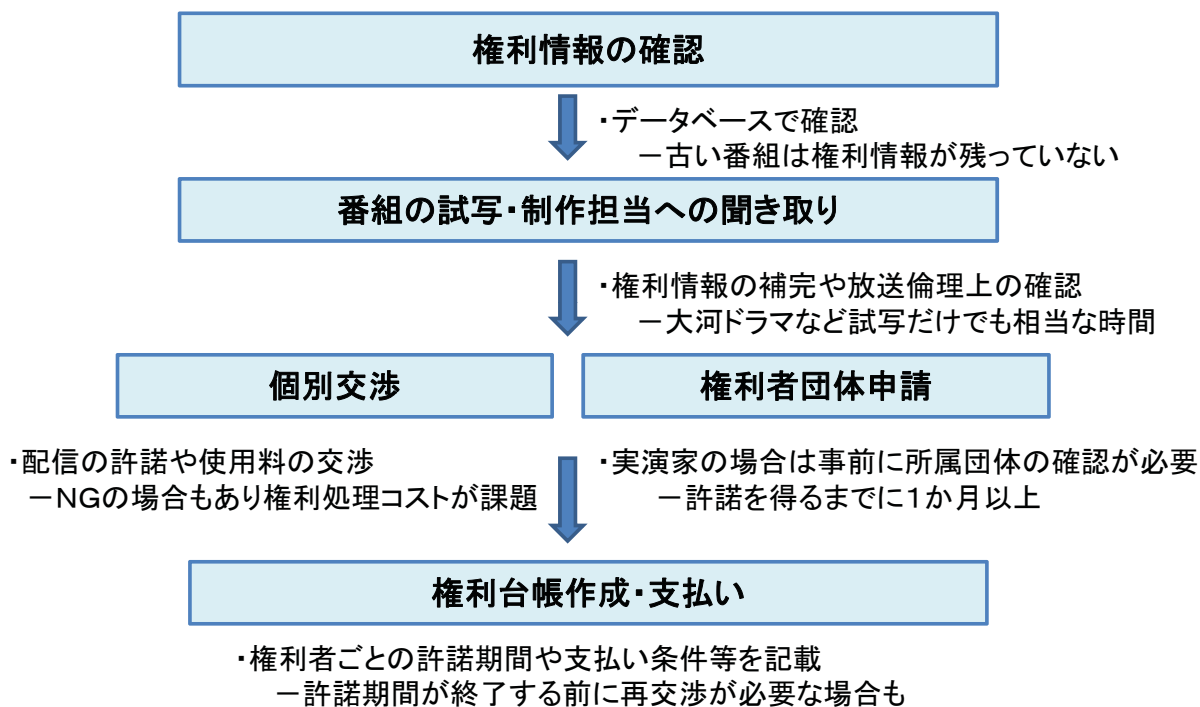 権利情報の確認
・データベースで確認
－古い番組は権利情報が残っていない
番組の試写・制作担当への聞き取り
・権利情報の補完や放送倫理上の確認
－大河ドラマなど試写だけでも相当な時間
個別交渉
権利者団体申請
・配信の許諾や使用料の交渉
－NGの場合もあり権利処理コストが課題
・実演家の場合は事前に所属団体の確認が必要
－許諾を得るまでに１か月以上
権利台帳作成・支払い
・権利者ごとの許諾期間や支払い条件等を記載
－許諾期間が終了する前に再交渉が必要な場合も